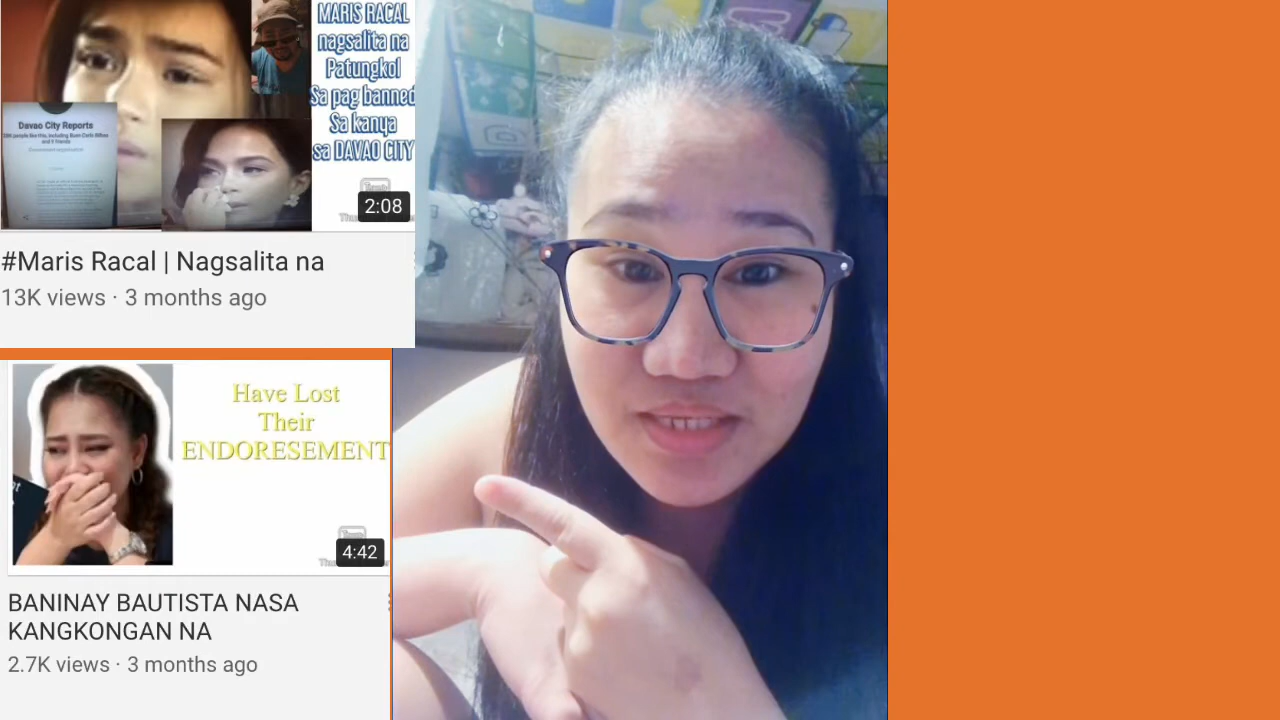 MARIS RACAL
nagsalita na
Patungkol
Sa pag banned
Sa kanya
sa DAVAO CITY
Davao City Reports
2:08
#Maris Racal | Nagsalita na
13K views · 3 months ago
Have Lost
Their
ENDORESEMENT
4:42
BANINAY BAUTISTA NASA
KANGKONGAN NA
2.7K views · 3 months ago